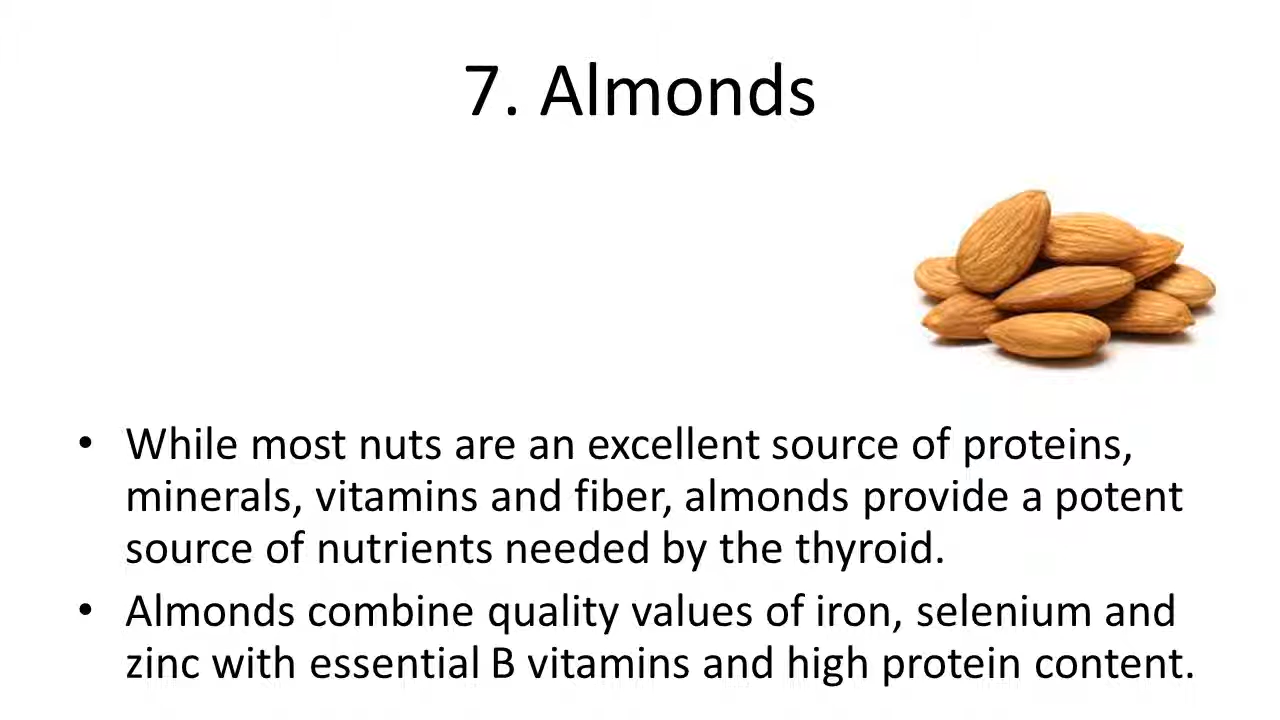 7. Almonds
• While most nuts are an excellent source of proteins,
minerals, vitamins and fiber, almonds provide a potent
source of nutrients needed by the thyroid.
• Almonds combine quality values of iron, selenium and
zinc with essential B vitamins and high protein content.